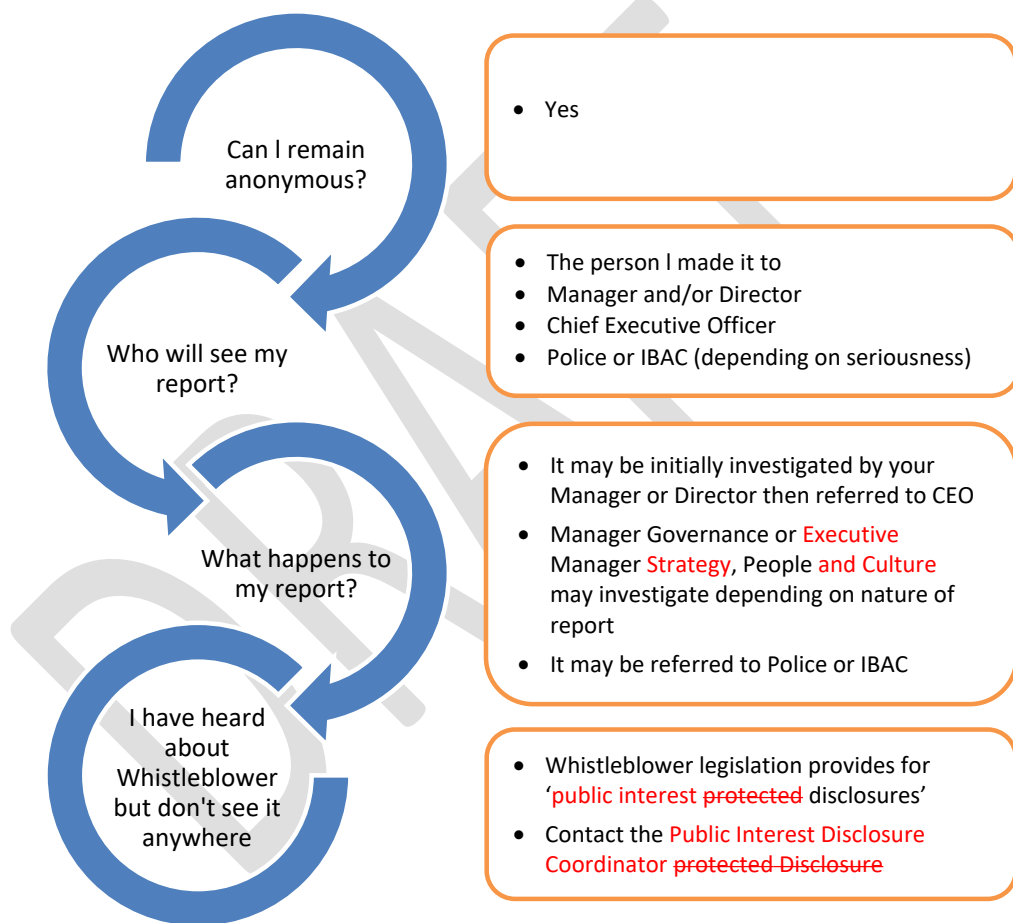 Can I remain
anonymous?
• Yes
Who will see my
report?
• The person I made it to
• Manager and/or Director
• Chief Executive Officer
• Police or IBAC (depending on seriousness)
What happens to
my report?
• It may be initially investigated by your
Manager or Director then referred to CEO
• Manager Governance or Executive
Manager Strategy, People and Culture
may investigate depending on nature of
report
• It may be referred to Police or IBAC
I have heard
about
Whistleblower
but don't see it
anywhere
• Whistleblower legislation provides for
‘public interest protected disclosures’
• Contact the Public Interest Disclosure
Coordinator protected Disclosure
DRAFT